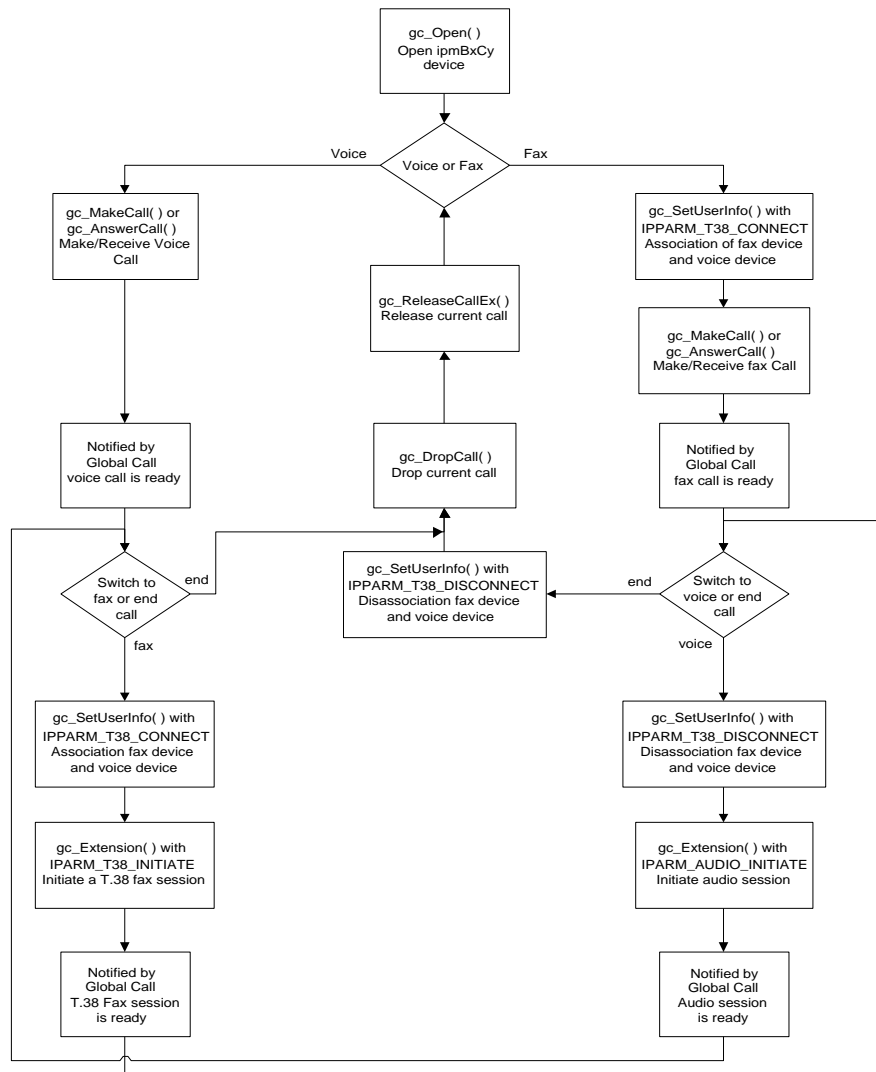 gc_Open( )
Open ipmBxCy
device
Voice
Voice or Fax
Fax
gc_MakeCall( ) or
gc_AnswerCall( )
Make/Receive Voice
Call
gc_SetUserInfo( ) with
IPPARM_T38_CONNECT
Association of fax device
and voice device
gc_ReleaseCallEx( )
Release current call
gc_MakeCall( ) or
gc_AnswerCall( )
Make/Receive fax Call
Notified by
Global Call
voice call is ready
gc_DropCall( )
Drop current call
Notified by
Global Call
fax call is ready
Switch to
fax or end
call
end
fax
gc_SetUserInfo( ) with
IPPARM_T38_DISCONNECT
Disassociation fax device
and voice device
end
Switch to
voice or end
call
voice
gc_SetUserInfo( ) with
IPPARM_T38_CONNECT
Association fax device
and voice device
gc_SetUserInfo( ) with
IPPARM_T38_DISCONNECT
Disassociation fax device
and voice device
gc_Extension( ) with
IPARM_T38_INITIATE
Initiate a T.38 fax session
gc_Extension( ) with
IPARM_AUDIO_INITIATE
Initiate audio session
Notified by
Global Call
T.38 Fax session
is ready
Notified by
Global Call
Audio session
is ready